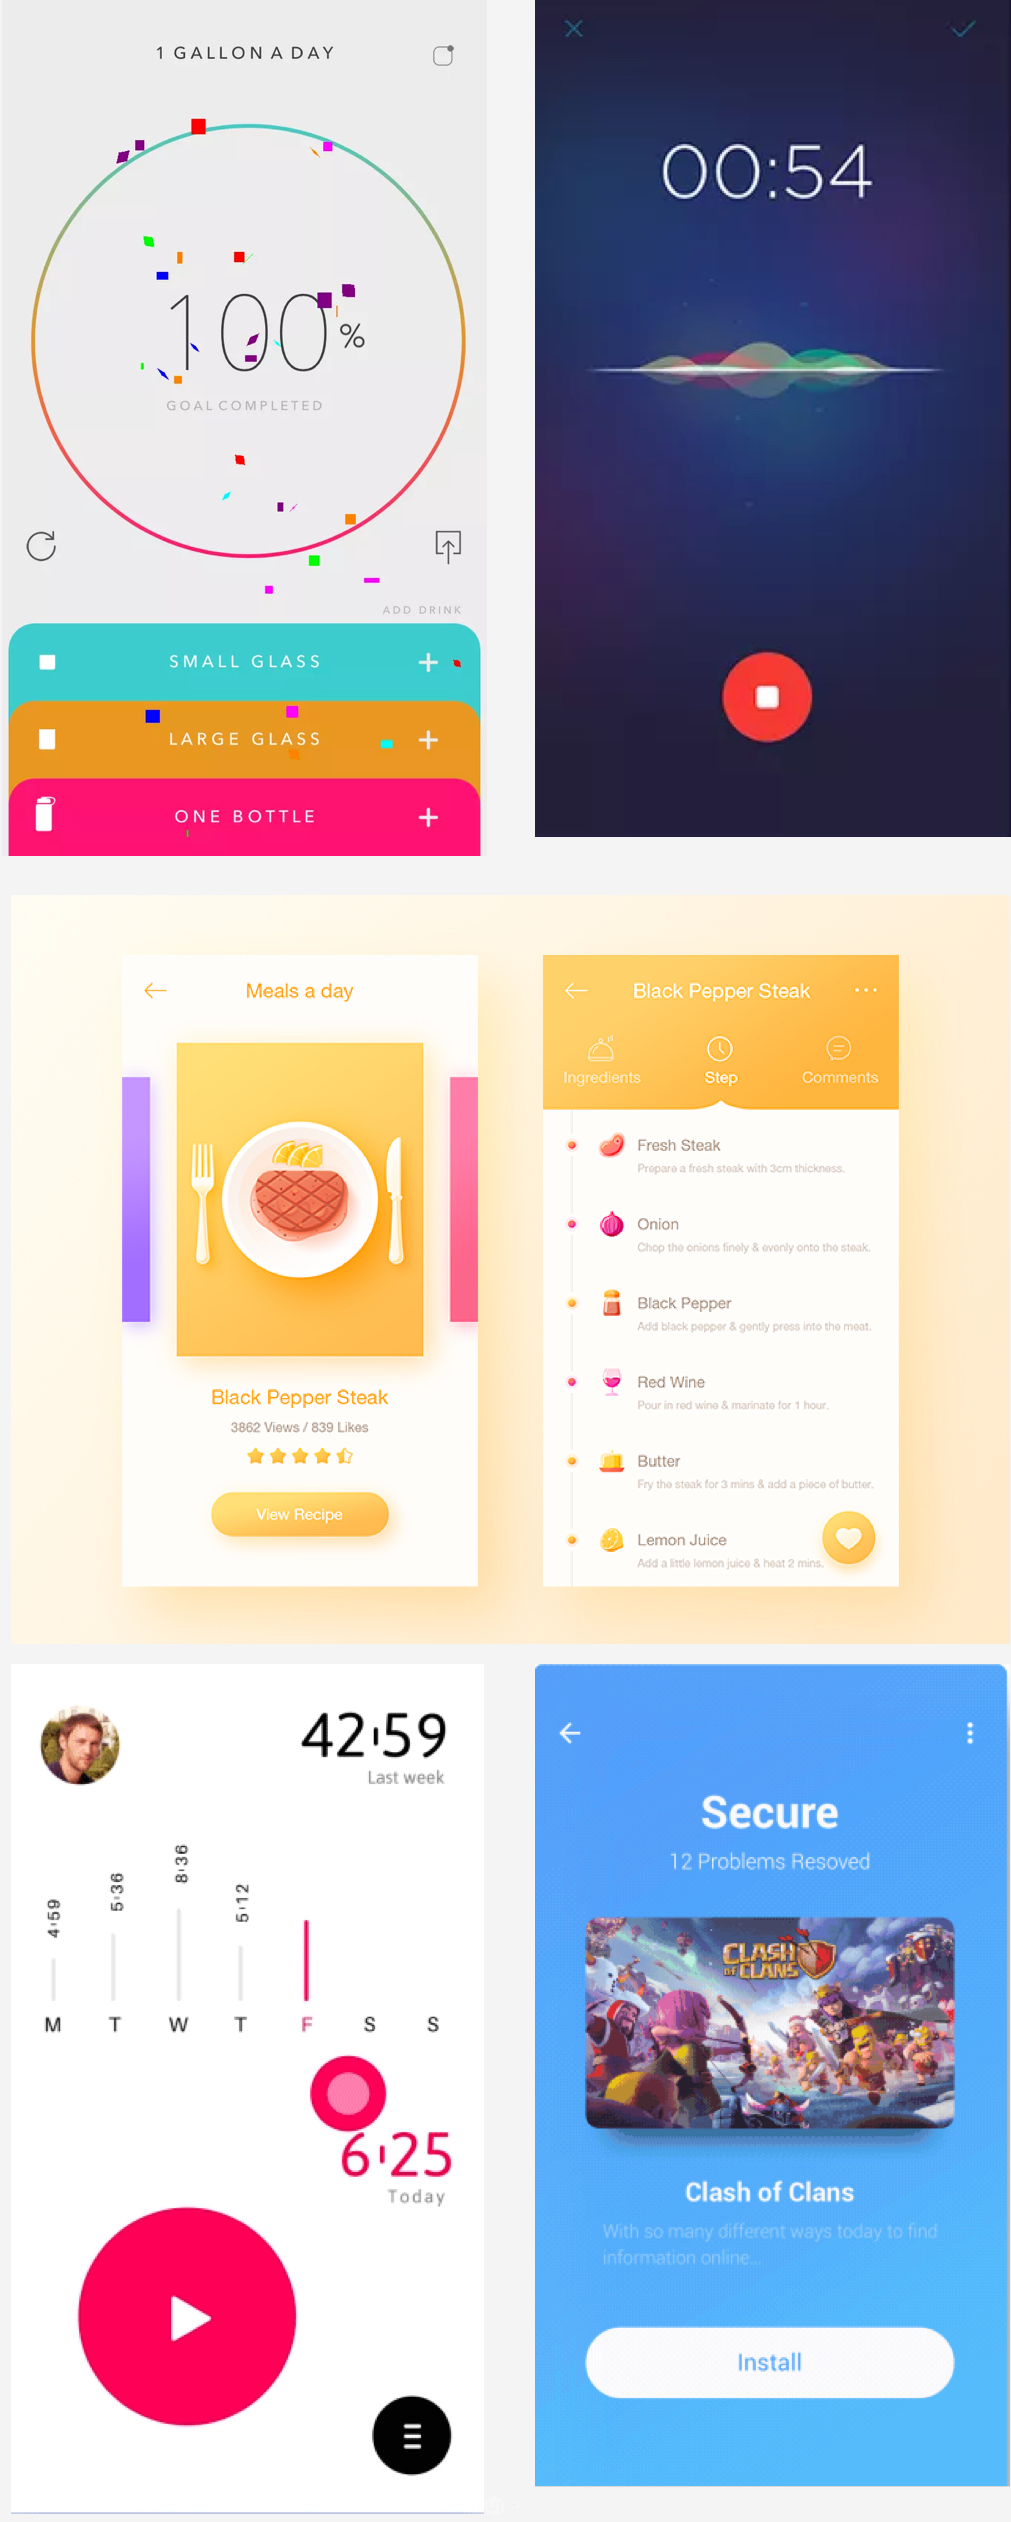 1 GALLON A DAY
100%
GOAL COMPLETED
ADD DRINK
SMALL GLASS
LARGE GLASS
ONE BOTTLE
00:54
Meals a day
Black Pepper Steak
3862 Views / 839 Likes
View Recipe
Black Pepper Steak
Ingredients
Step
Comments
Fresh Steak
Prepare a fresh steak with 3cm thickness.
Onion
Chop the onions finely & evenly onto the steak.
Black Pepper
Add black pepper & gently press into the meat.
Red Wine
Pour in red wine & marinate for 1 hour.
Butter
Fry the steak for 3 mins & add a piece of butter.
Lemon Juice
Add a little lemon juice & heat 2 mins.
42:59
Last week
4:59
5:36
8:36
5:12
M T W T F S S
6:25
Today
Secure
12 Problems Resoved
CLASH OF CLANS
Clash of Clans
With so many different ways today to find
information online...
Install